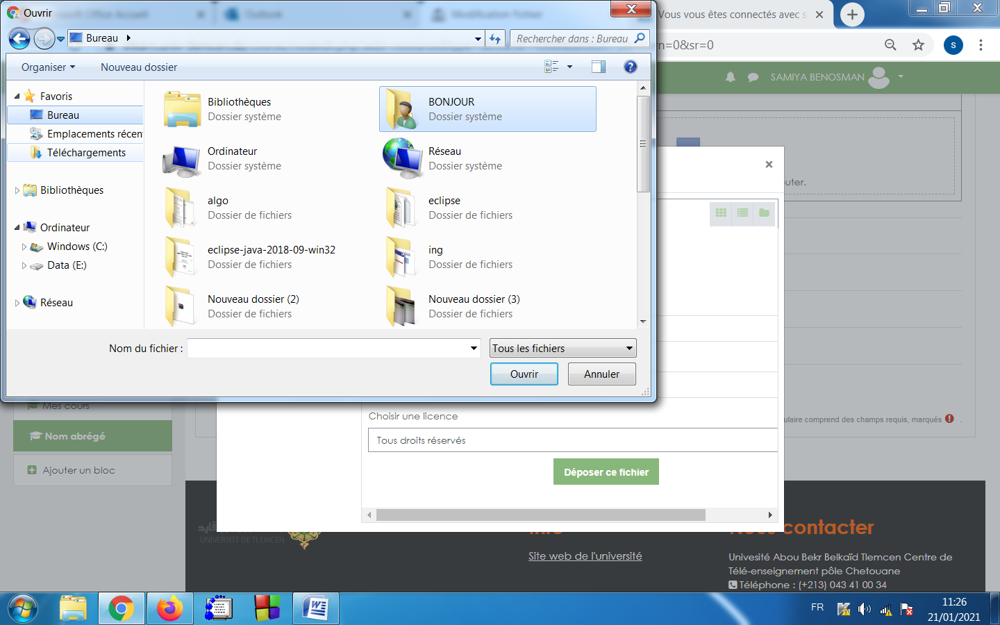 Ouvrir
Vous vous êtes connectés avec s
Bureau
Rechercher dans : Bureau
rn=0&sr=0
S
Organiser
Nouveau dossier
SAMIYA BENOSMAN
Favoris
Bureau
Emplacements récen
Téléchargements
Bibliothèques
Ordinateur
Windows (C:)
Data (E:)
Réseau
Bibliothèques
Dossier système
BONJOUR
Dossier système
Ordinateur
Dossier système
Réseau
Dossier système
algo
Dossier de fichiers
eclipse
Dossier de fichiers
eclipse-java-2018-09-win32
Dossier de fichiers
ing
Dossier de fichiers
Nouveau dossier (2)
Dossier de fichiers
Nouveau dossier (3)
Dossier de fichiers
outer.
Nom du fichier :
Tous les fichiers
Ouvrir
Annuler
Mes cours
Nom abrégé
Ajouter un bloc
Choisir une licence
Tous droits réservés
Déposer ce fichier
ulaire comprend des champs requis, marqués
.
UNIVERSITÉ DE TLEMCEN
Info
Site web de l'université
Nous contacter
Univesité Abou Bekr Belkaïd Tlemcen Centre de
Télé-enseignement pôle Chetouane
Téléphone : (+213) 043 41 00 34
FR
11:26
21/01/2021